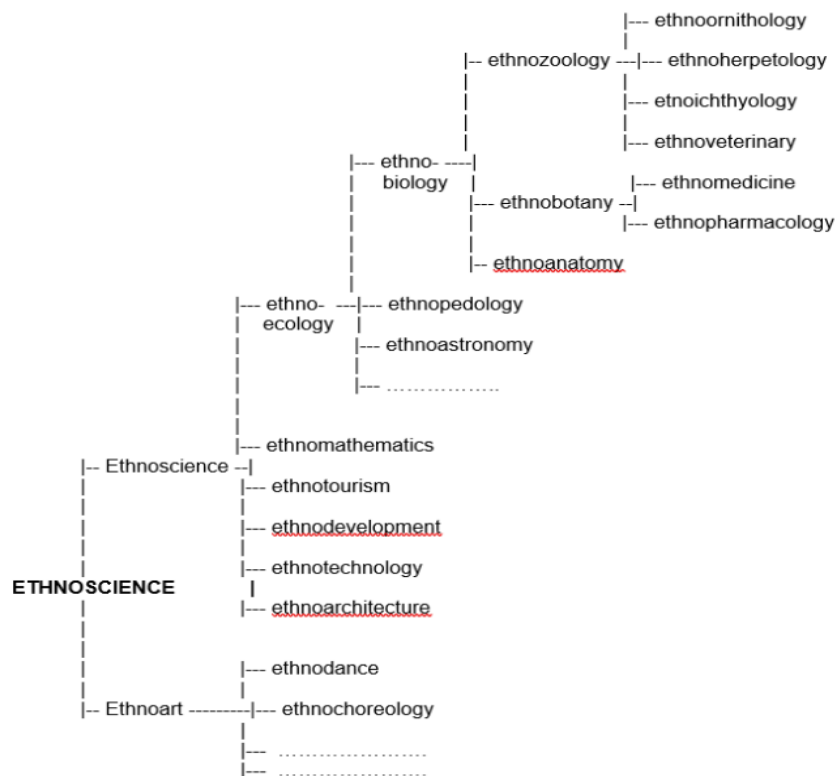 |--- ethnoornithology
|-- ethnozoology ---|--- ethnoherpetology
|--- etnoichthyology
|--- ethnoveterinary
|--- ethno- ----|
biology
|--- ethnomedicine
|--- ethnobotany --|
|--- ethnopharmacology
|-- ethnoanatomy
|--- ethno- ---|--- ethnopedology
ecology
|--- ethnoastronomy
|--- ……………..
|--- ethnomathematics
|-- Ethnoscience --|
|--- ethnotourism
|--- ethnodevelopment
|--- ethnotechnology
ETHNOSCIENCE
|--- ethnoarchitecture
|--- ethnodance
|-- Ethnoart ---------|--- ethnochoreology
|--- ………………….
|--- ………………….